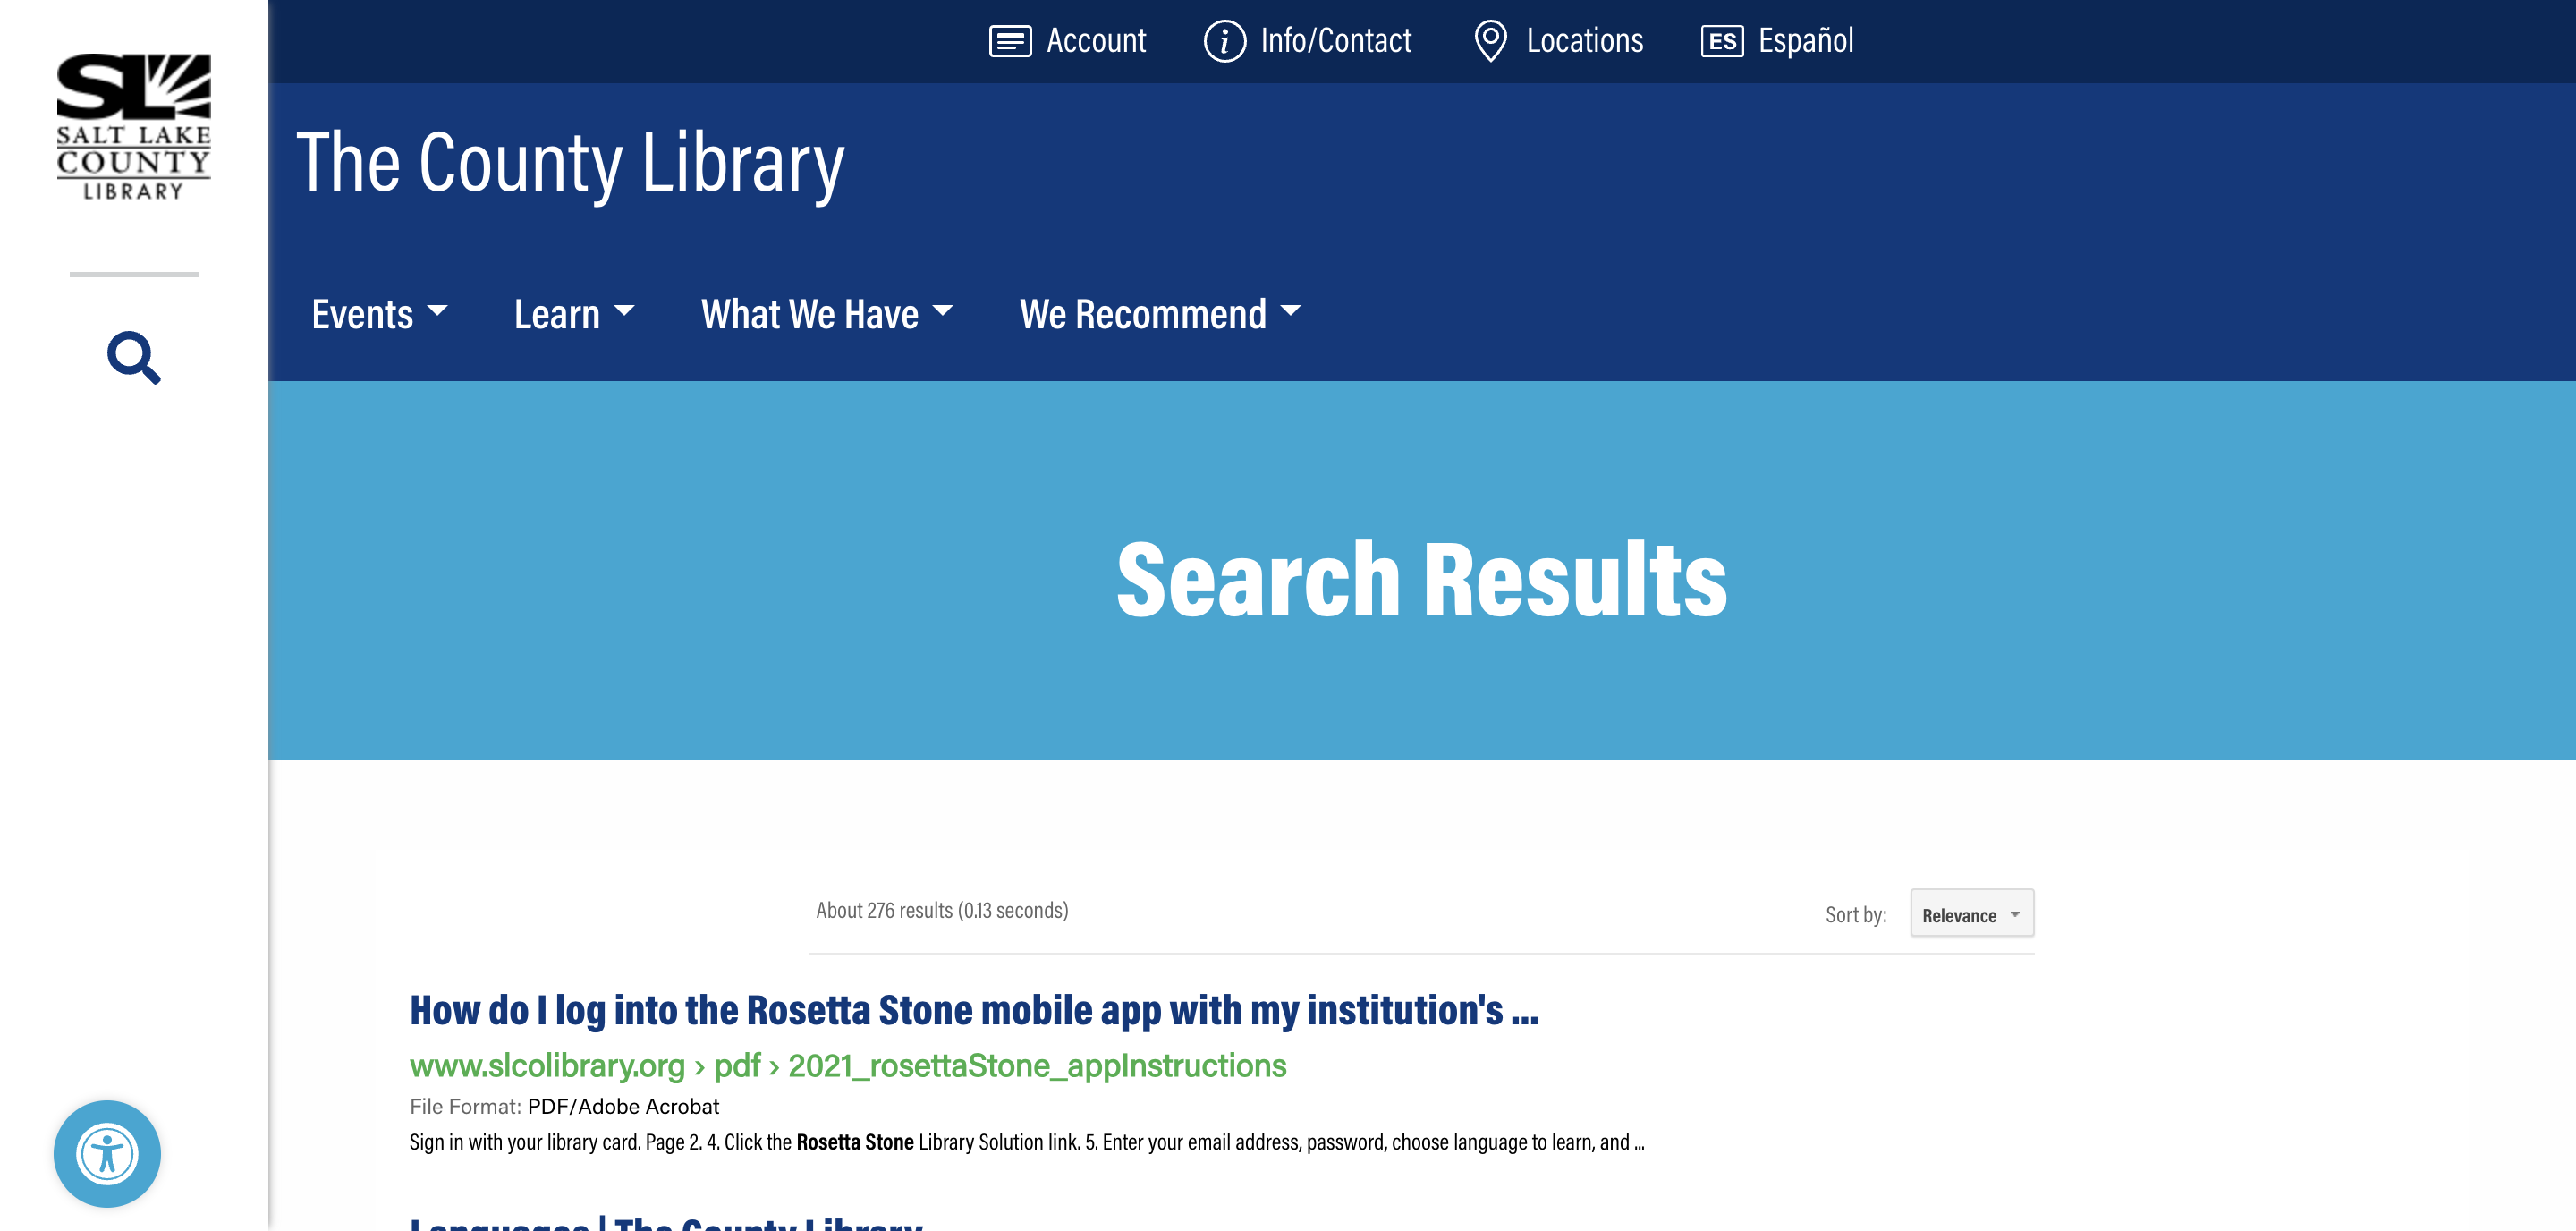 SL
SALT LAKE
COUNTY
LIBRARY
Account
Info/Contact
Locations
ES Español
The County Library
Events
Learn
What We Have
We Recommend
Search Results
About 276 results (0.13 seconds)
Sort by:
Relevance
How do I log into the Rosetta Stone mobile app with my institution's ...
www.slcolibrary.org › pdf › 2021_rosettaStone_appInstructions
File Format: PDF/Adobe Acrobat
Sign in with your library card. Page 2. 4. Click the Rosetta Stone Library Solution link. 5. Enter your email address, password, choose language to learn, and ...
Languages | The County Library